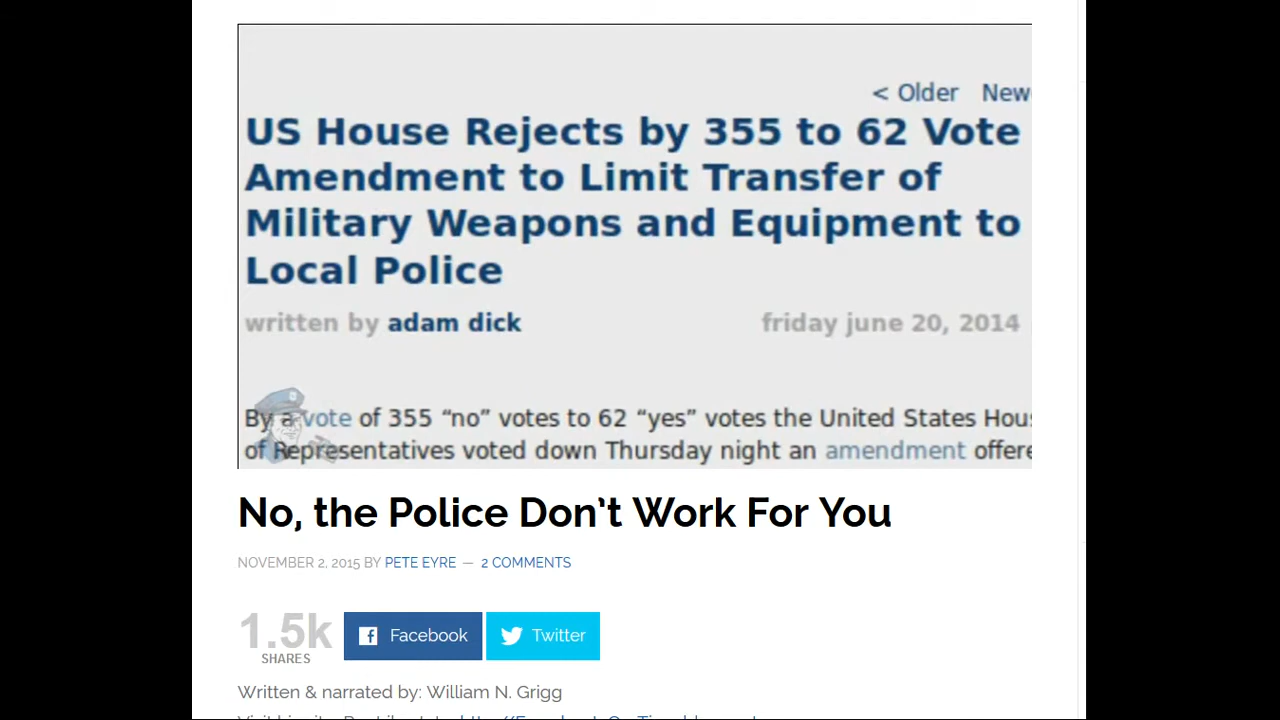 < Older New
US House Rejects by 355 to 62 Vote
Amendment to Limit Transfer of
Military Weapons and Equipment to
Local Police
written by adam dick friday june 20, 2014
By a vote of 355 “no” votes to 62 “yes” votes the United States Hous
of Representatives voted down Thursday night an amendment offere
No, the Police Don’t Work For You
NOVEMBER 2, 2015 BY PETE EYRE — 2 COMMENTS
1.5k
SHARES
Facebook
Twitter
Written & narrated by: William N. Grigg